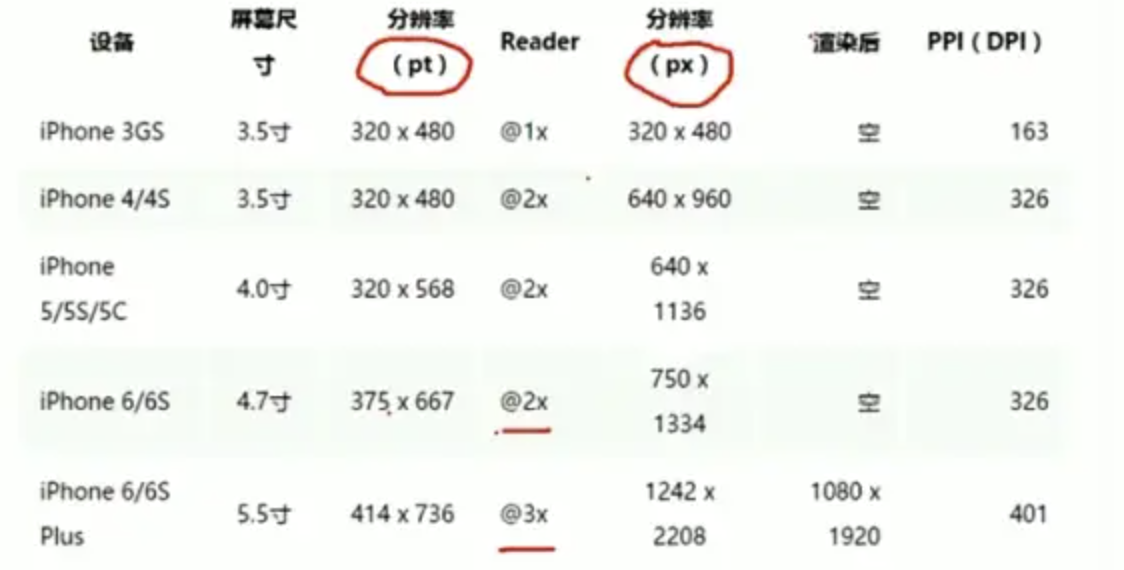 设备 屏幕尺寸 分辨率（pt） Reader 分辨率（px） 渲染后 PPI（DPI）
iPhone 3GS 3.5寸 320 x 480 @1x 320 x 480 空 163
iPhone 4/4S 3.5寸 320 x 480 @2x 640 x 960 空 326
iPhone 5/5S/5C 4.0寸 320 x 568 @2x 640 x 1136 空 326
iPhone 6/6S 4.7寸 375 x 667 @2x 750 x 1334 空 326
iPhone 6/6S Plus 5.5寸 414 x 736 @3x 1242 x 2208 1080 x 1920 401